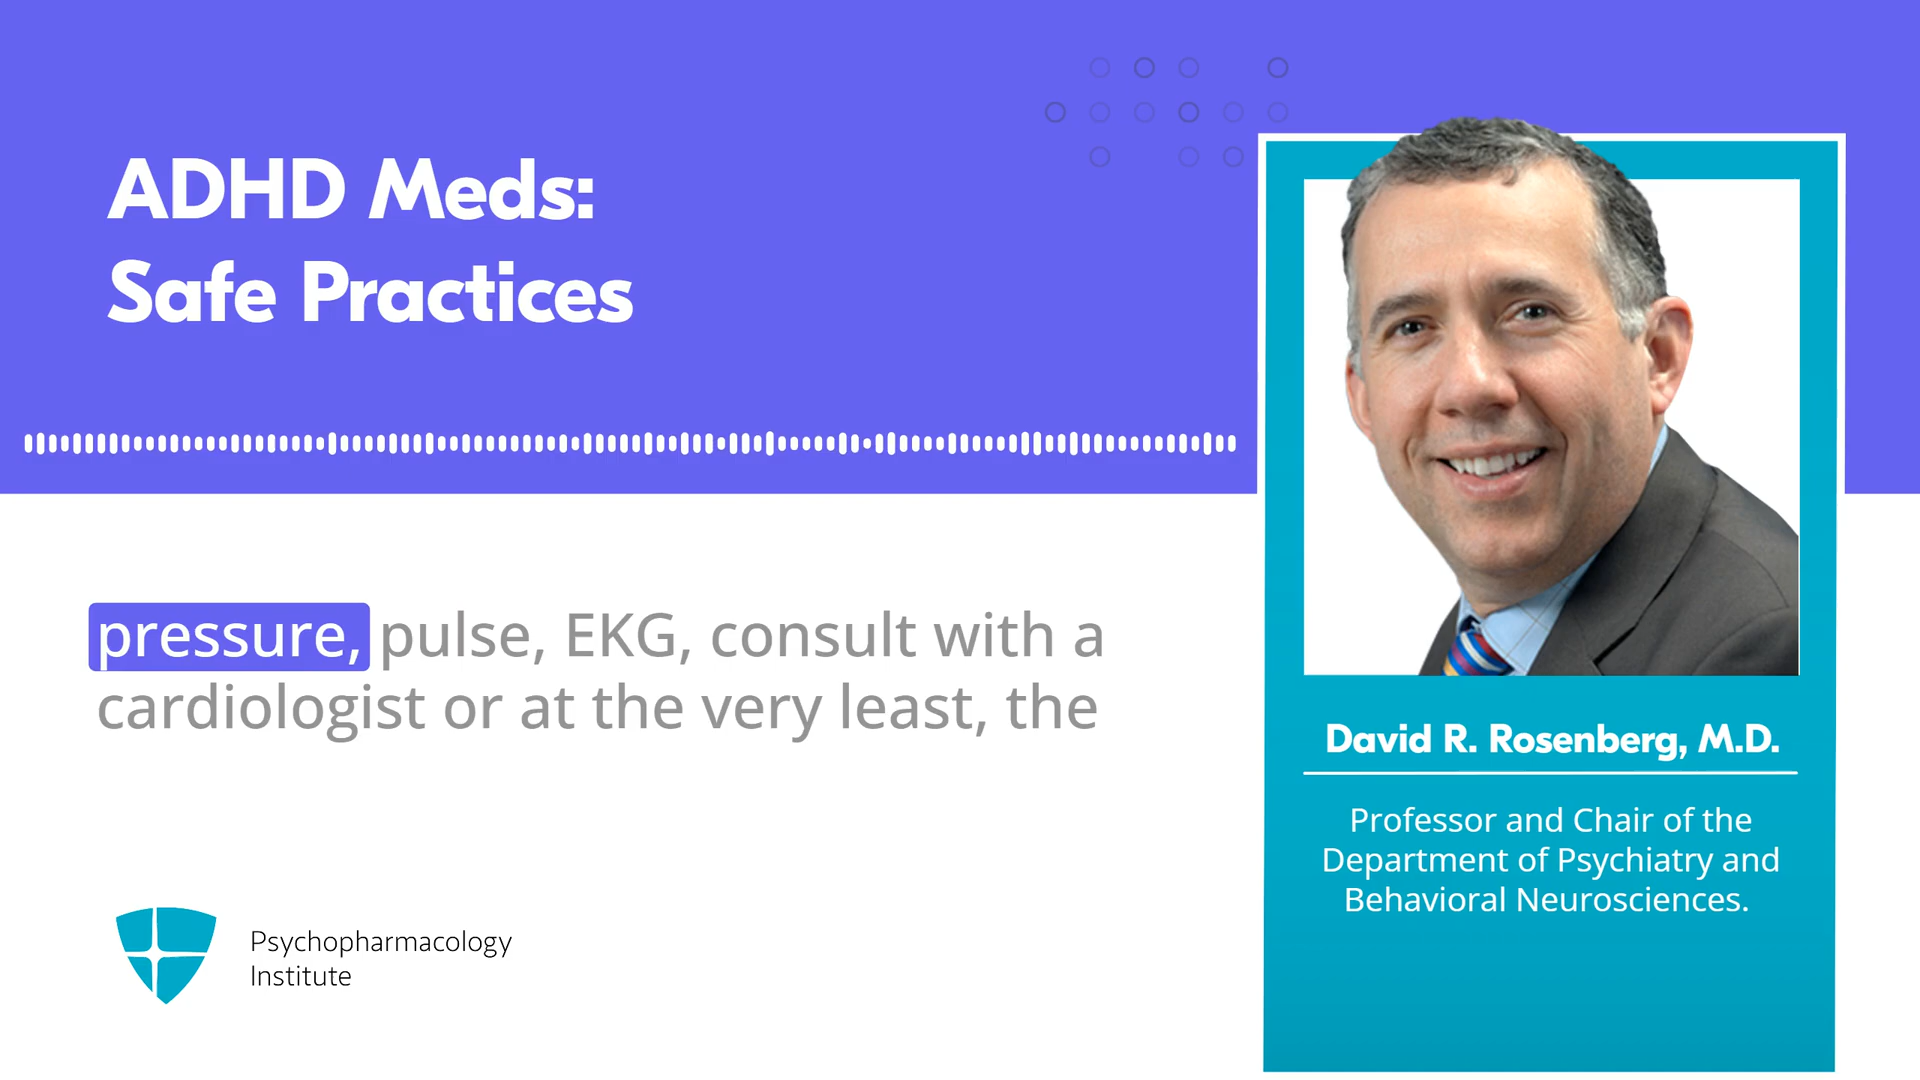 ADHD Meds:
Safe Practices
pressure, pulse, EKG, consult with a
cardiologist or at the very least, the
David R. Rosenberg, M.D.
Professor and Chair of the
Department of Psychiatry and
Behavioral Neurosciences.
Psychopharmacology
Institute